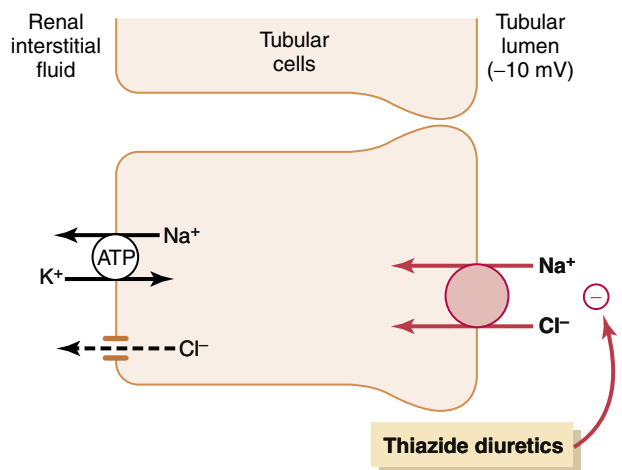 Renal
interstitial
fluid
Tubular
cells
Tubular
lumen
(–10 mV)
Na⁺
ATP
K⁺
Cl⁻
Na⁺
–
Cl⁻
Thiazide diuretics